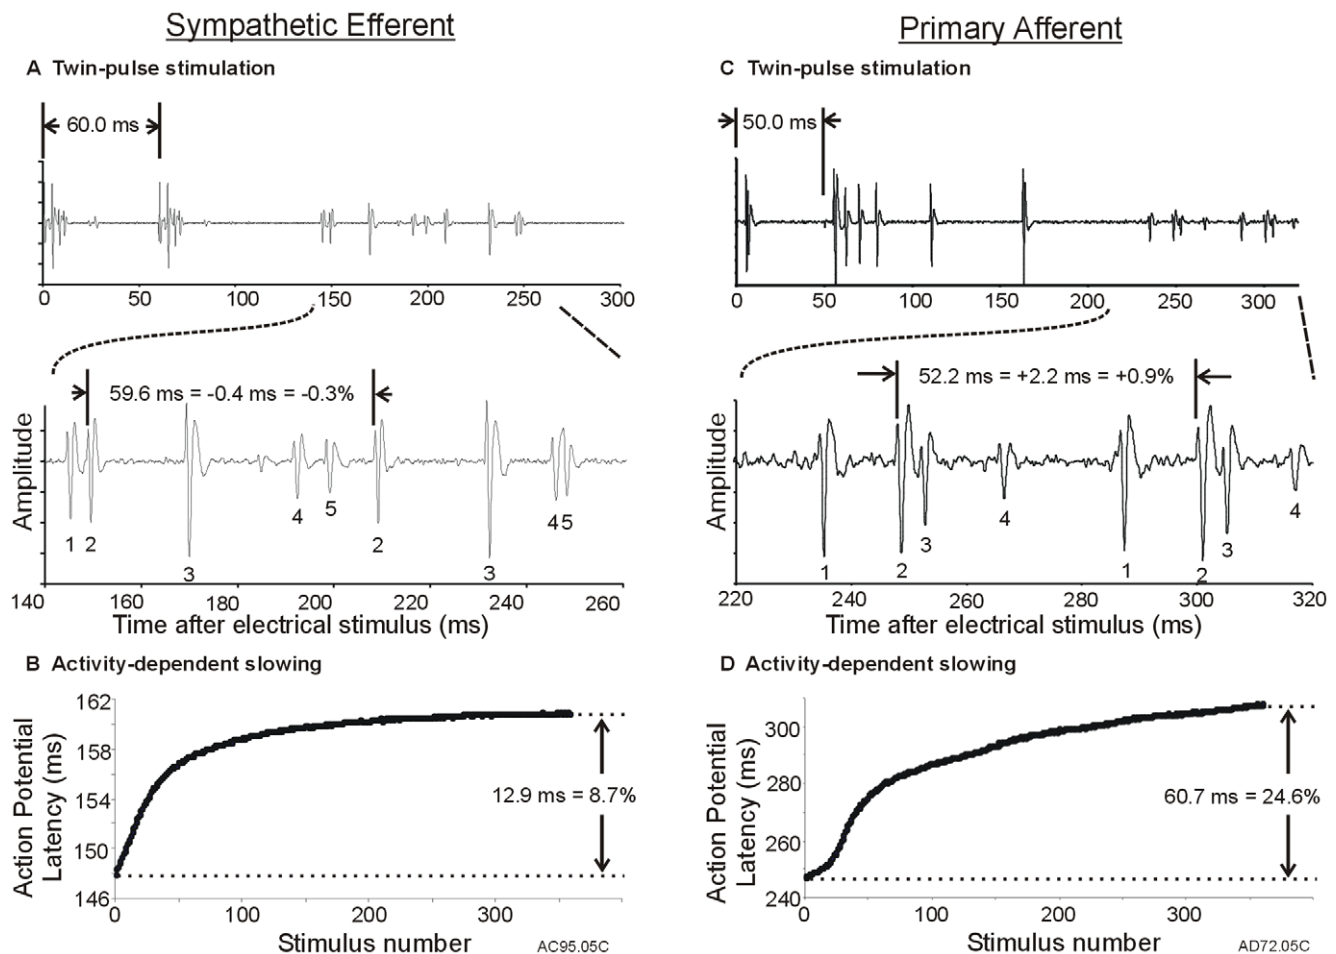 Sympathetic Efferent
A Twin-pulse stimulation
60.0 ms
0 50 100 150 200 250 300
59.6 ms = -0.4 ms = -0.3%
Amplitude
1 2 3 4 5 2 3 4 5
140 160 180 200 220 240 260
Time after electrical stimulus (ms)
B Activity-dependent slowing
Action Potential
Latency (ms)
162
158
154
150
146
12.9 ms = 8.7%
0 100 200 300
Stimulus number
AC95.05C
Primary Afferent
C Twin-pulse stimulation
50.0 ms
0 50 100 150 200 250 300
52.2 ms = +2.2 ms = +0.9%
Amplitude
1 2 3 4 1 2 3 4
220 240 260 280 300 320
Time after electrical stimulus (ms)
D Activity-dependent slowing
Action Potential
Latency (ms)
300
280
260
240
60.7 ms = 24.6%
0 100 200 300
Stimulus number
AD72.05C